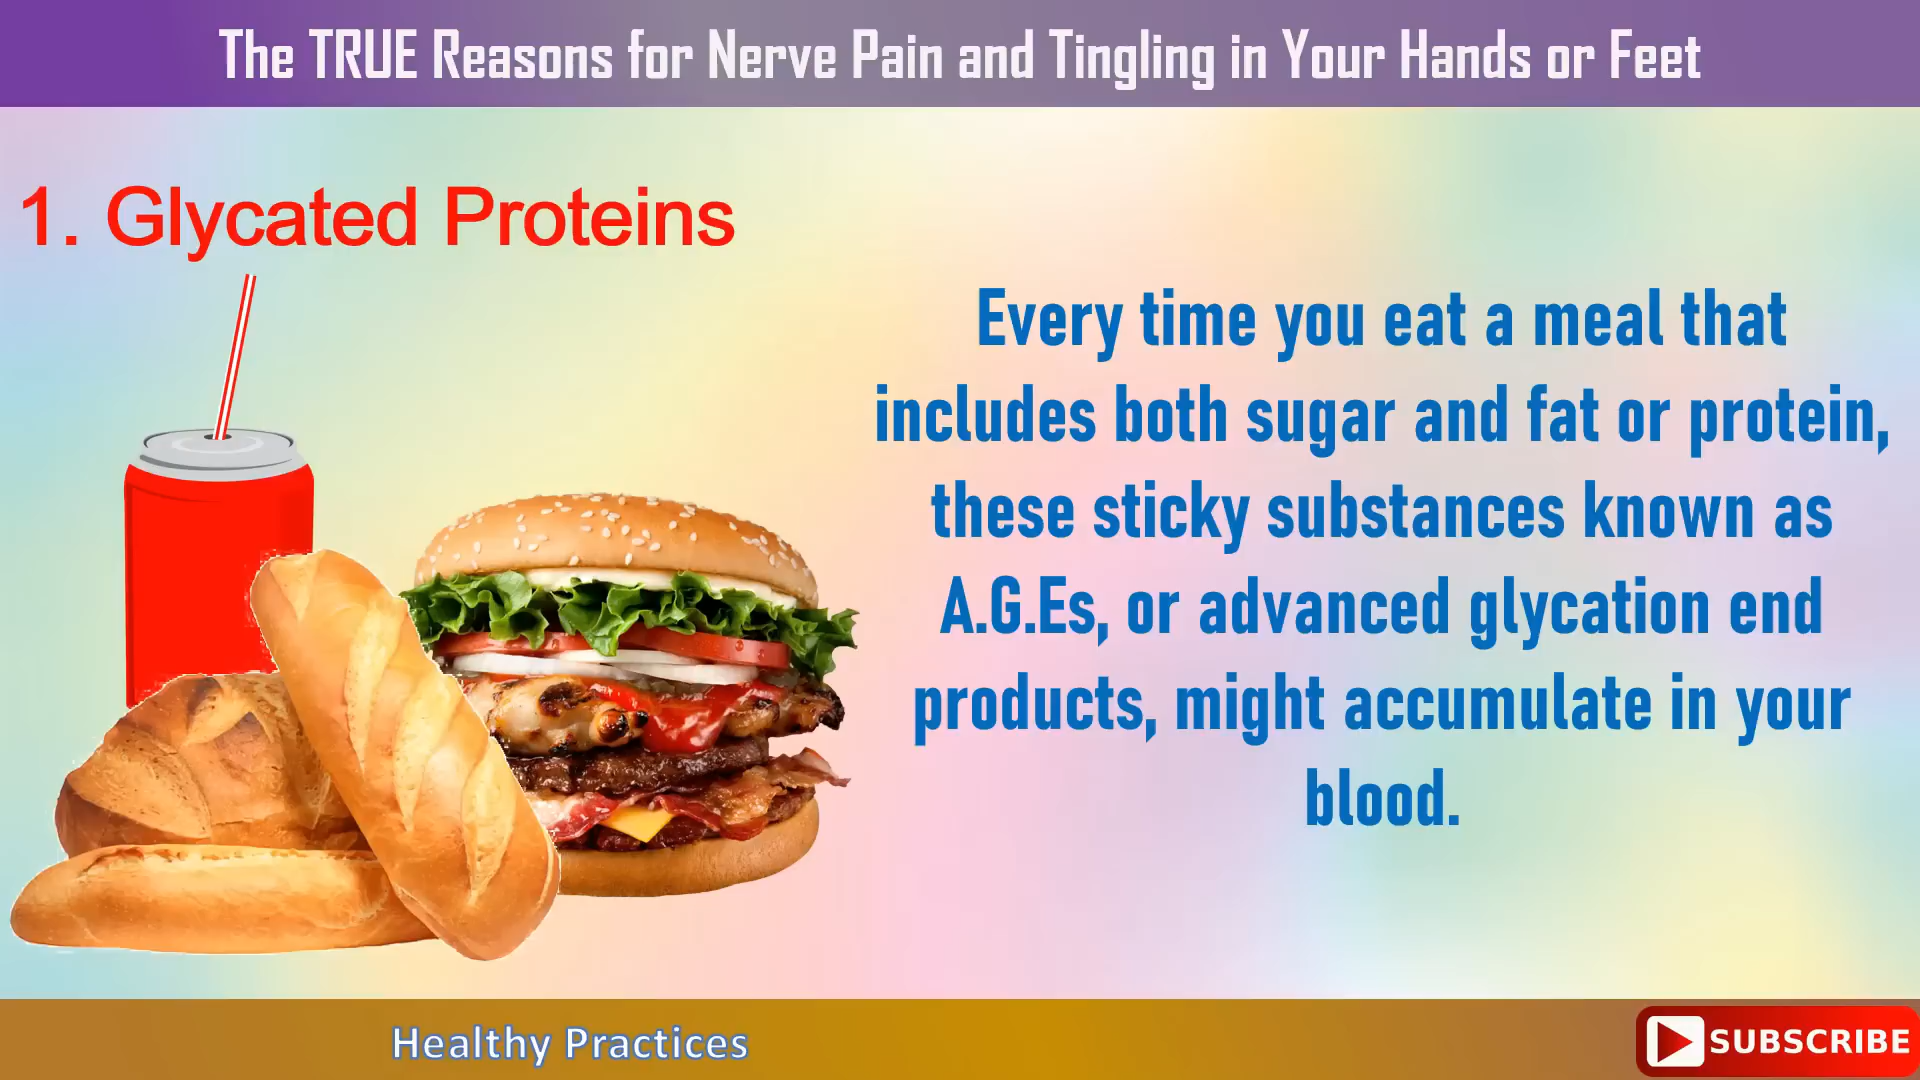 The TRUE Reasons for Nerve Pain and Tingling in Your Hands or Feet
1. Glycated Proteins
Every time you eat a meal that
includes both sugar and fat or protein,
these sticky substances known as
A.G.Es, or advanced glycation end
products, might accumulate in your
blood.
Healthy Practices
SUBSCRIBE